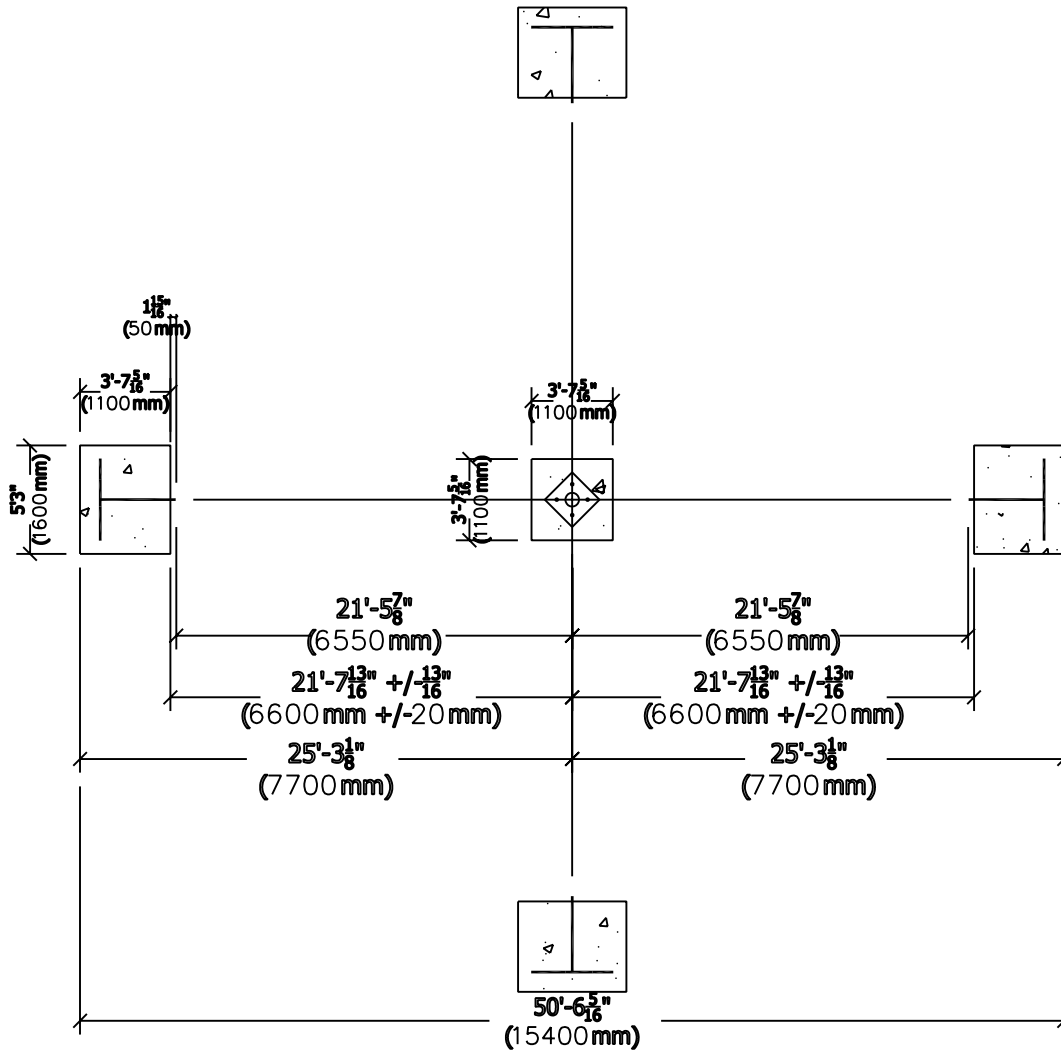 1 15/16"
(50mm)
3'-7 5/16"
(1100mm)
3'-7 5/16"
(1100mm)
5'3"
(1600mm)
3'-7 5/16"
(1100mm)
21'-5 7/8"
(6550mm)
21'-5 7/8"
(6550mm)
21'-7 13/16" +/-13/16"
(6600mm +/-20mm)
21'-7 13/16" +/-13/16"
(6600mm +/-20mm)
25'-3 1/8"
(7700mm)
25'-3 1/8"
(7700mm)
50'-6 5/16"
(15400mm)